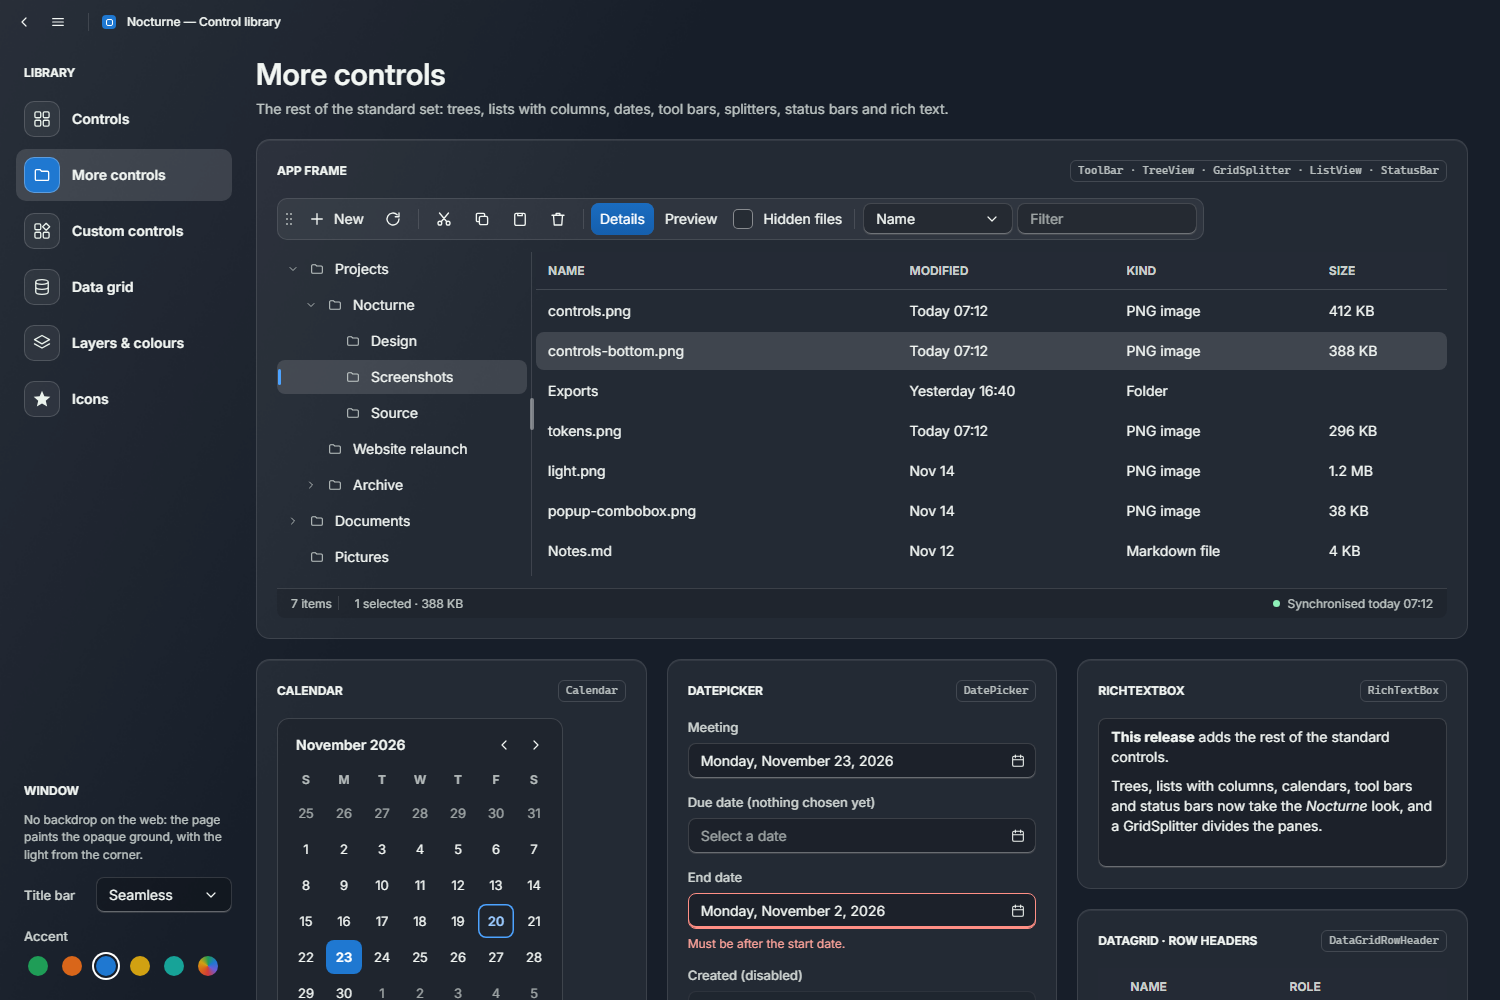 Nocturne — Control library
LIBRARY
Controls
More controls
Custom controls
Data grid
Layers & colours
Icons
WINDOW
No backdrop on the web: the page
paints the opaque ground, with the
light from the corner.
Title bar
Seamless
Accent
More controls
The rest of the standard set: trees, lists with columns, dates, tool bars, splitters, status bars and rich text.
APP FRAME
ToolBar · TreeView · GridSplitter · ListView · StatusBar
New
Details
Preview
Hidden files
Name
Filter
Projects
Nocturne
Design
Screenshots
Source
Website relaunch
Archive
Documents
Pictures
NAME MODIFIED KIND SIZE
controls.png Today 07:12 PNG image 412 KB
controls-bottom.png Today 07:12 PNG image 388 KB
Exports Yesterday 16:40 Folder
tokens.png Today 07:12 PNG image 296 KB
light.png Nov 14 PNG image 1.2 MB
popup-combobox.png Nov 14 PNG image 38 KB
Notes.md Nov 12 Markdown file 4 KB
7 items 1 selected · 388 KB
Synchronised today 07:12
CALENDAR
Calendar
November 2026
S M T W T F S
25 26 27 28 29 30 31
1 2 3 4 5 6 7
8 9 10 11 12 13 14
15 16 17 18 19 20 21
22 23 24 25 26 27 28
29 30 1 2 3 4 5
DATEPICKER
DatePicker
Meeting
Monday, November 23, 2026
Due date (nothing chosen yet)
Select a date
End date
Monday, November 2, 2026
Must be after the start date.
Created (disabled)
RICHTEXTBOX
RichTextBox
This release adds the rest of the standard
controls.
Trees, lists with columns, calendars, tool bars
and status bars now take the Nocturne look, and
a GridSplitter divides the panes.
DATAGRID · ROW HEADERS
DataGridRowHeader
NAME ROLE